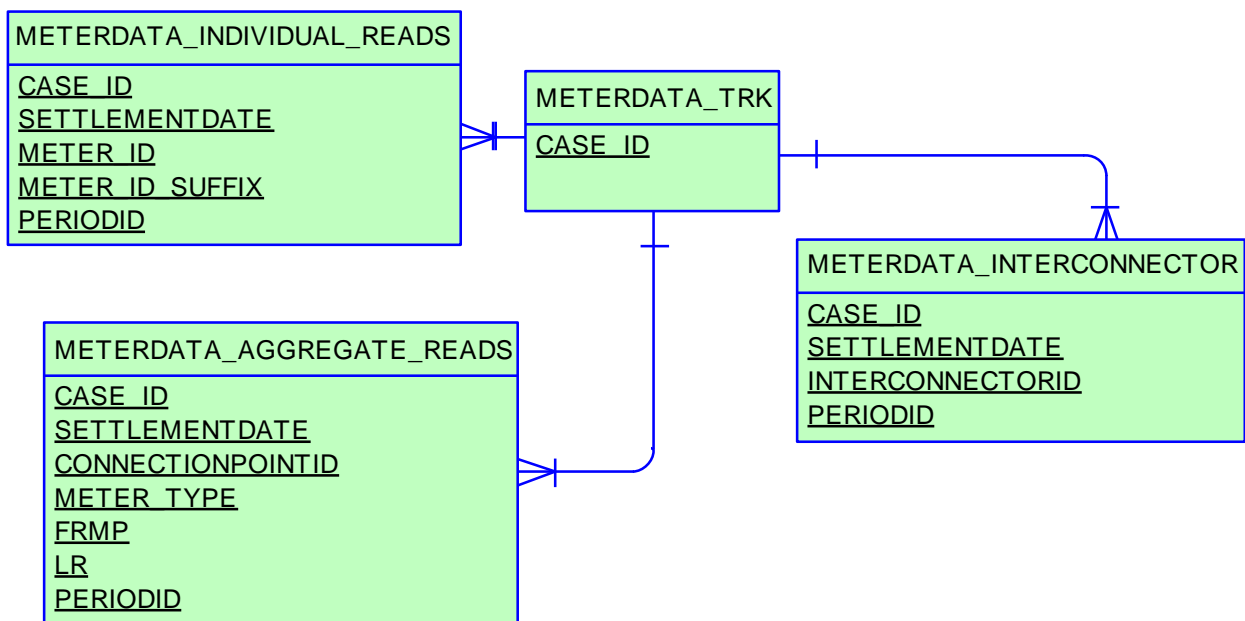 METERDATA_INDIVIDUAL_READS
CASE_ID
SETTLEMENTDATE
METER_ID
METER_ID_SUFFIX
PERIODID
METERDATA_TRK
CASE_ID
METERDATA_INTERCONNECTOR
CASE_ID
SETTLEMENTDATE
INTERCONNECTORID
PERIODID
METERDATA_AGGREGATE_READS
CASE_ID
SETTLEMENTDATE
CONNECTIONPOINTID
METER_TYPE
FRMP
LR
PERIODID